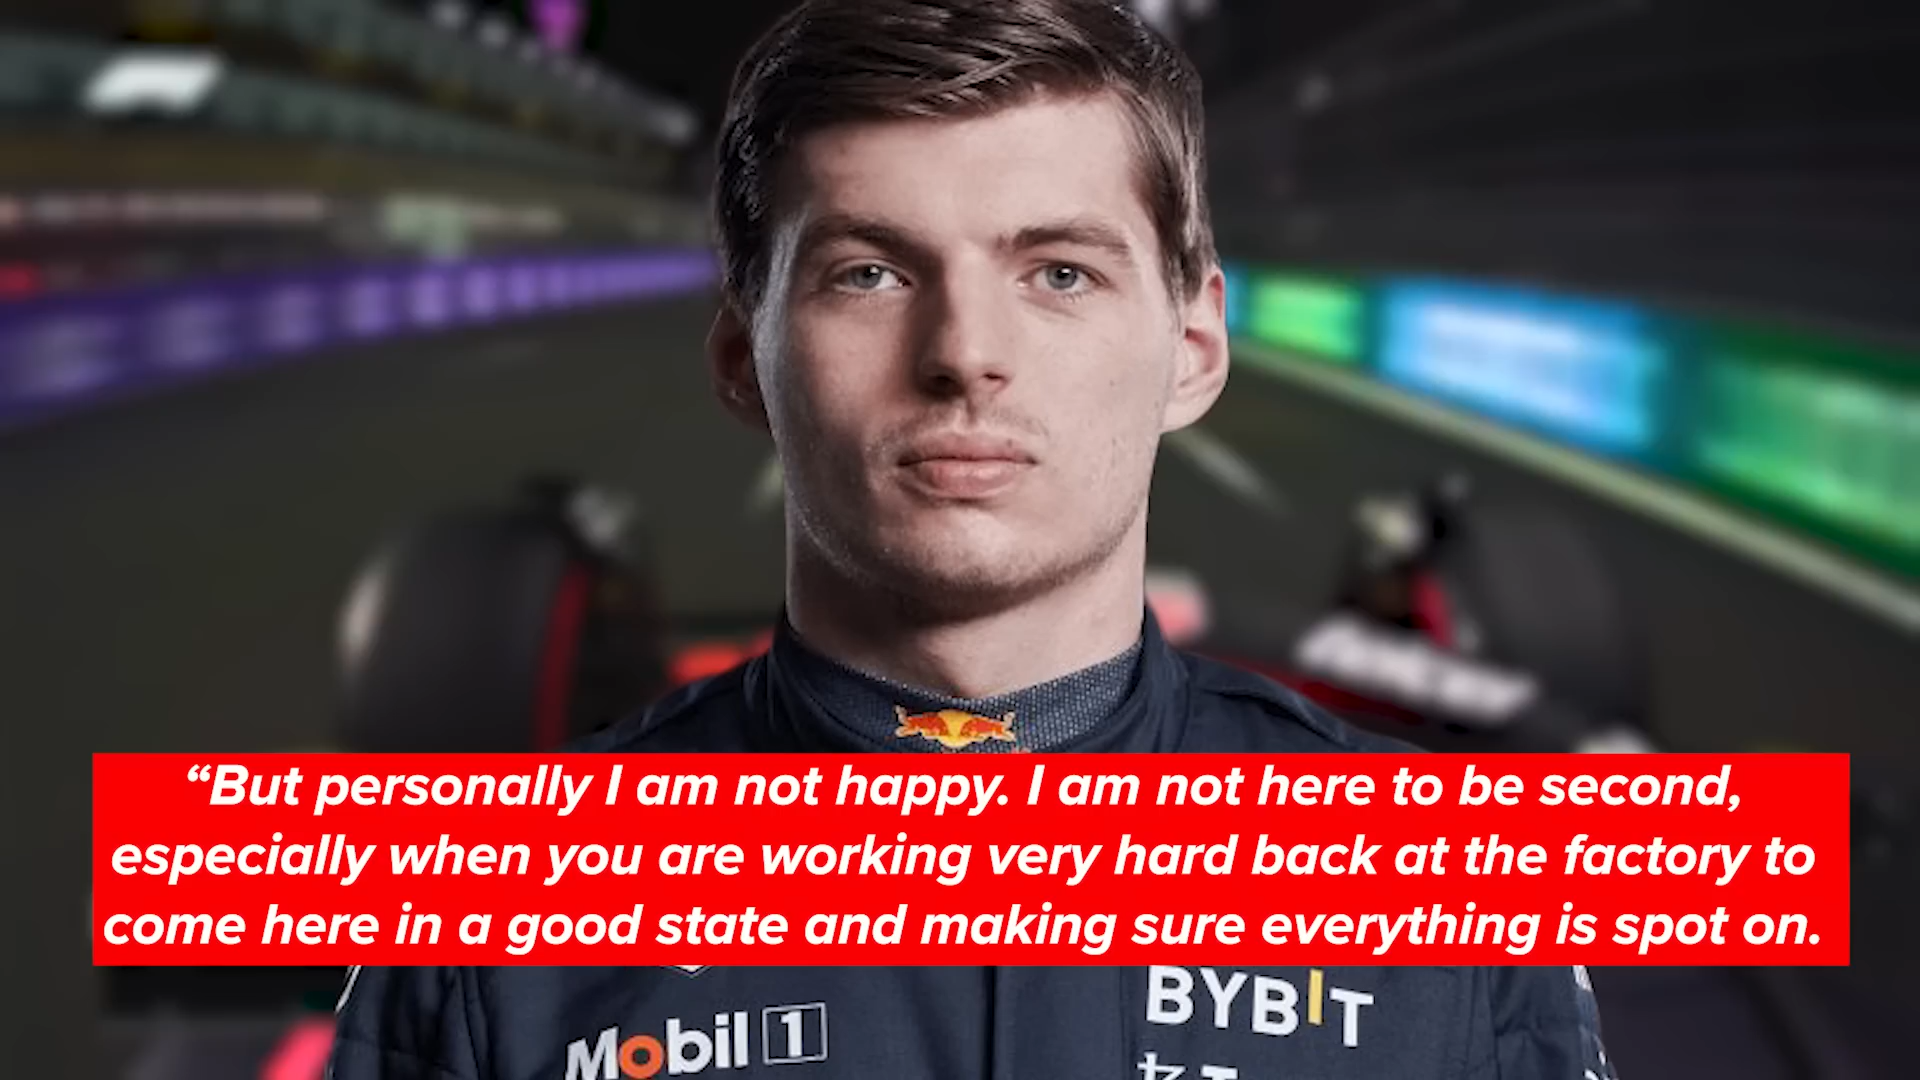 “But personally I am not happy. I am not here to be second,
especially when you are working very hard back at the factory to
come here in a good state and making sure everything is spot on.
Mobil 1
BYBIT